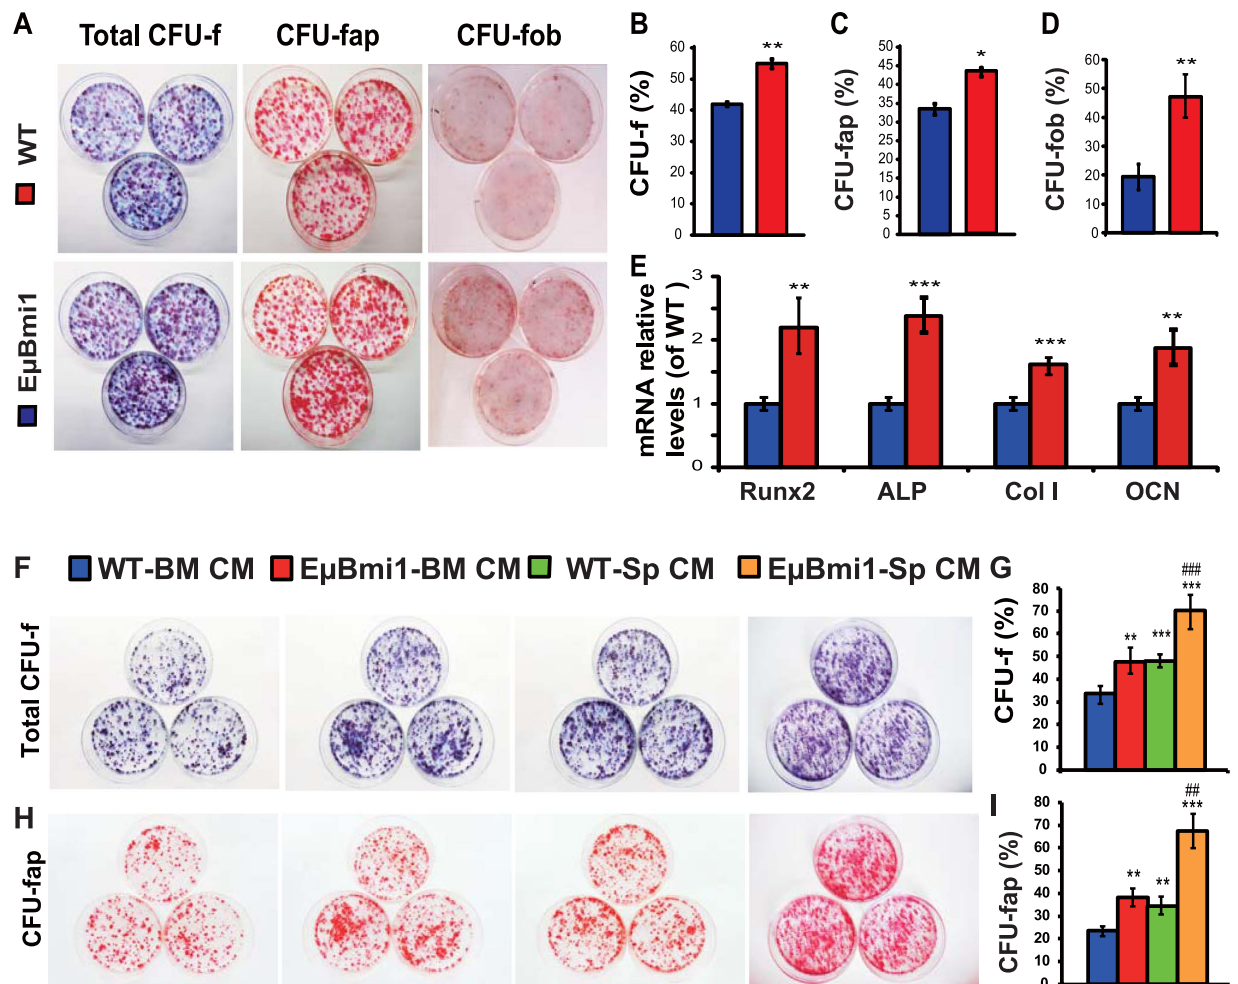 A
Total CFU-f
CFU-fap
CFU-fob
WT
EµBmi1
B
CFU-f (%)
60
50
40
30
20
10
0
**
C
CFU-fap (%)
50
45
40
35
30
25
20
15
10
5
0
*
D
CFU-fob (%)
60
50
40
30
20
10
0
**
E
mRNA relative
levels (of WT )
3
2
1
0
**
***
***
**
Runx2
ALP
Col I
OCN
F
WT-BM CM
EµBmi1-BM CM
WT-Sp CM
EµBmi1-Sp CM
Total CFU-f
G
CFU-f (%)
80
70
60
50
40
30
20
10
0
**
***
###
***
H
CFU-fap
I
CFU-fap (%)
80
70
60
50
40
30
20
10
0
**
**
##
***